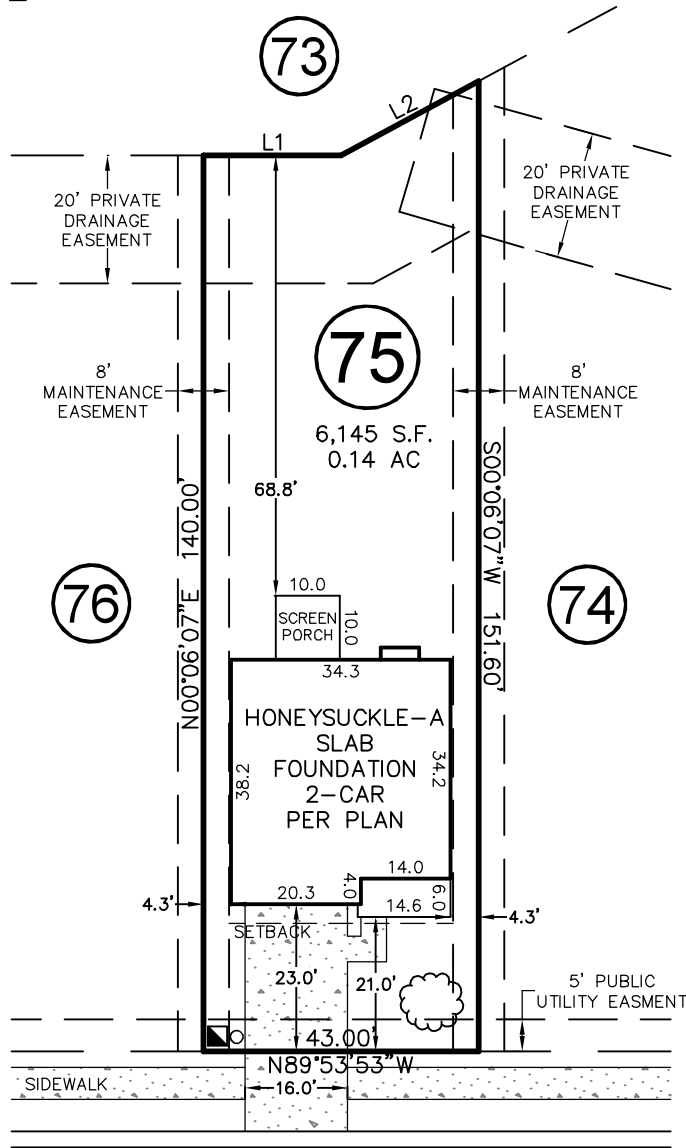 73
L1
L2
20' PRIVATE
DRAINAGE
EASEMENT
20' PRIVATE
DRAINAGE
EASEMENT
75
6,145 S.F.
0.14 AC
8'
MAINTENANCE
EASEMENT
8'
MAINTENANCE
EASEMENT
68.8'
N00°06'07"E 140.00'
S00°06'07"W 151.60'
76
74
10.0
SCREEN
PORCH
10.0
34.3
HONEYSUCKLE-A
SLAB
FOUNDATION
2-CAR
PER PLAN
38.2
34.2
14.0
4.0
20.3
14.6
6.0
4.3'
4.3'
SETBACK
23.0'
21.0'
5' PUBLIC
UTILITY EASMENT
43.00'
N89°53'53"W
SIDEWALK
16.0'